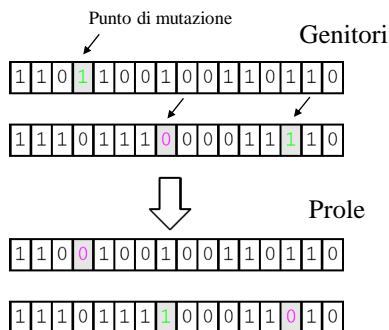 Punto di mutazione
Genitori
1 1 0 1 1 0 0 1 0 0 1 1 0 1 1 0
1 1 1 0 1 1 1 0 0 0 0 1 1 1 1 0
Prole
1 1 0 0 1 0 0 1 0 0 1 1 0 1 1 0
1 1 1 0 1 1 1 1 0 0 0 1 1 0 1 0